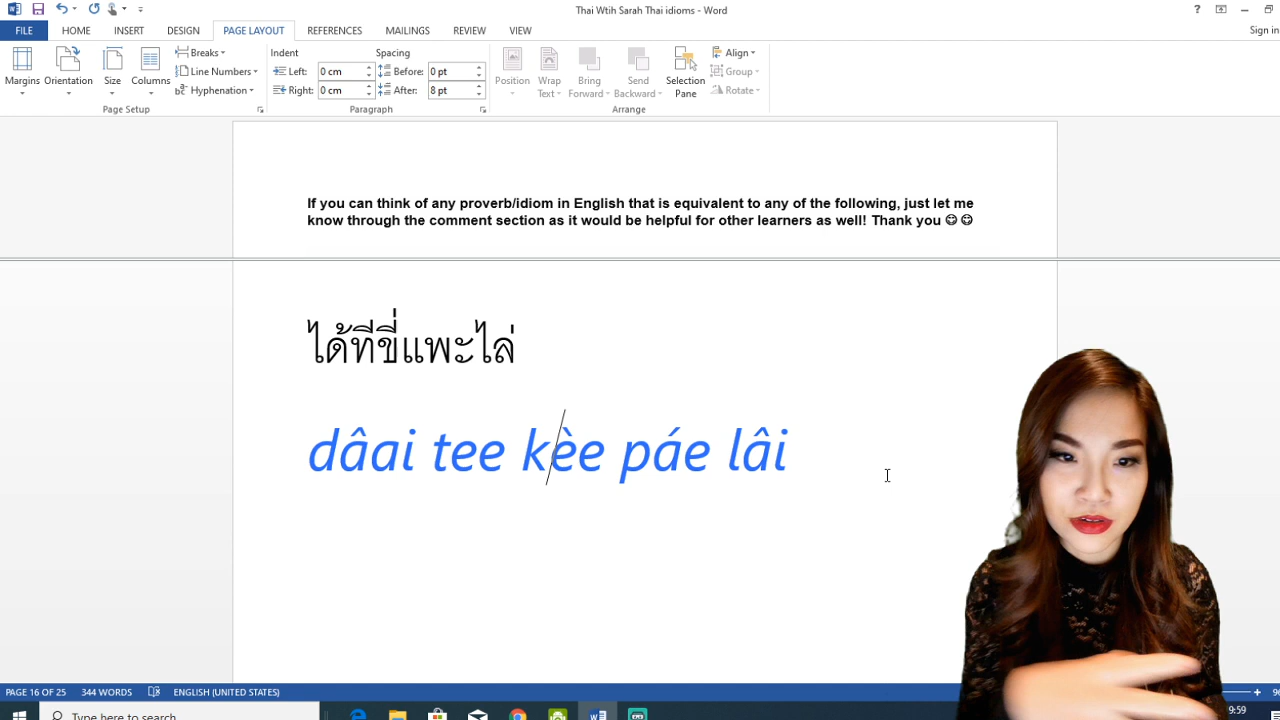 Thai Wtih Sarah Thai idioms - Word
?
Sign in
FILE HOME INSERT DESIGN PAGE LAYOUT REFERENCES MAILINGS REVIEW VIEW
Breaks Indent Spacing Align
Line Numbers Left: 0 cm Before: 0 pt Group
Hyphenation Right: 0 cm After: 8 pt Rotate
Margins Orientation Size Columns Position Wrap Text Bring Forward Send Backward Selection Pane
Page Setup Paragraph Arrange
If you can think of any proverb/idiom in English that is equivalent to any of the following, just let me
know through the comment section as it would be helpful for other learners as well! Thank you 😋😋
ได้ทีขี่แพะไล่
dâai tee kèe páe lâi
PAGE 16 OF 25 344 WORDS ENGLISH (UNITED STATES)
Type here to search